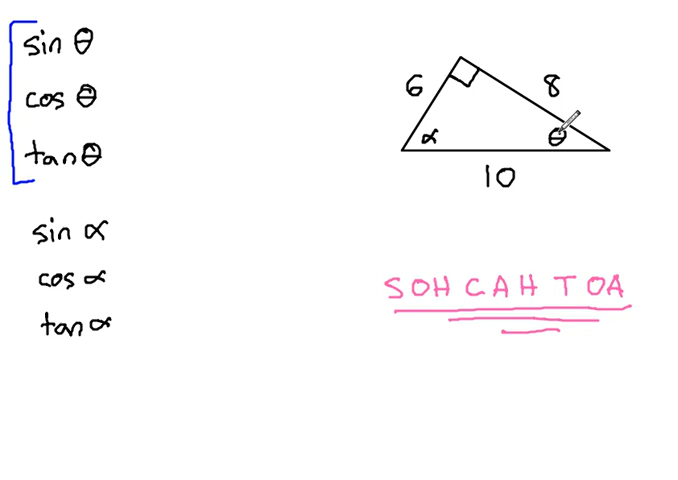 sin θ
cos θ
tan θ
sin α
cos α
tan α
6
8
α
θ
10
SOH CAH TOA